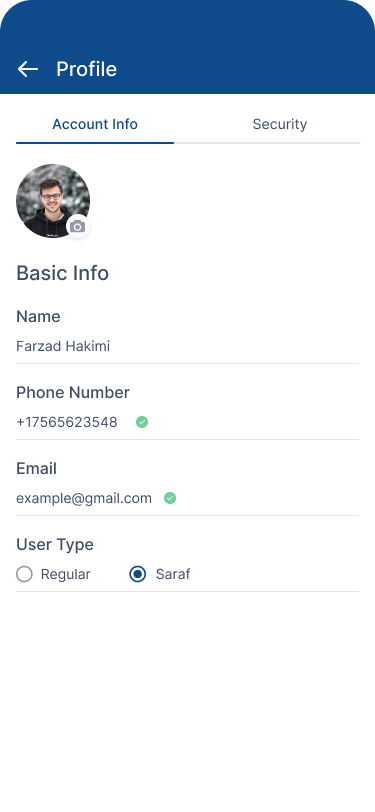 Profile
Account Info Security
Basic Info
Name
Farzad Hakimi
Phone Number
+17565623548
Email
example@gmail.com
User Type
Regular Saraf